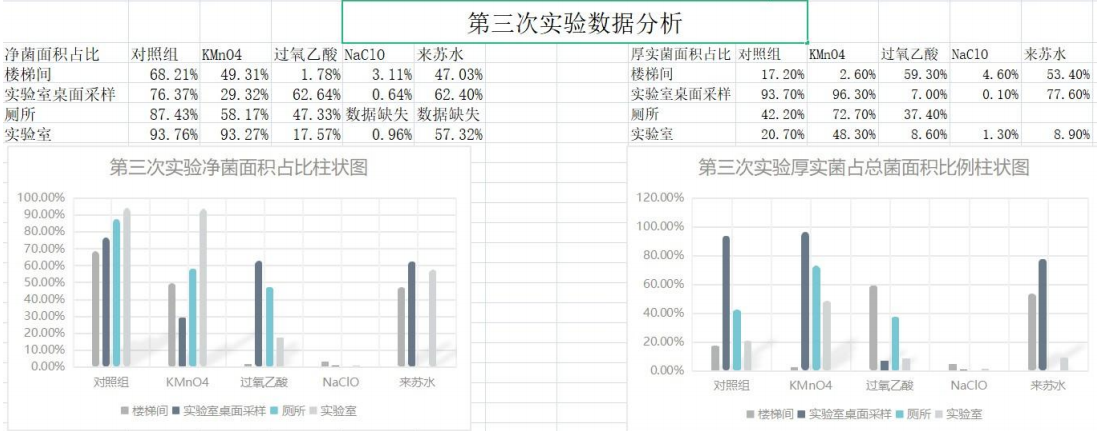 第三次实验数据分析
净菌面积占比 对照组 KMnO4 过氧乙酸 NaClO 来苏水
楼梯间 68.21% 49.31% 1.78% 3.11% 47.03%
实验室桌面采样 76.37% 29.32% 62.64% 0.64% 62.40%
厕所 87.43% 58.17% 47.33% 数据缺失 数据缺失
实验室 93.76% 93.27% 17.57% 0.96% 57.32%
厚实菌面积占比 对照组 KMnO4 过氧乙酸 NaClO 来苏水
楼梯间 17.20% 2.60% 59.30% 4.60% 53.40%
实验室桌面采样 93.70% 96.30% 7.00% 0.10% 77.60%
厕所 42.20% 72.70% 37.40%
实验室 20.70% 48.30% 8.60% 1.30% 8.90%
第三次实验净菌面积占比柱状图
100.00%
90.00%
80.00%
70.00%
60.00%
50.00%
40.00%
30.00%
20.00%
10.00%
0.00%
对照组 KMnO4 过氧乙酸 NaClO 来苏水
楼梯间 实验室桌面采样 厕所 实验室
第三次实验厚实菌占总菌面积比例柱状图
120.00%
100.00%
80.00%
60.00%
40.00%
20.00%
0.00%
对照组 KMnO4 过氧乙酸 NaClO 来苏水
楼梯间 实验室桌面采样 厕所 实验室